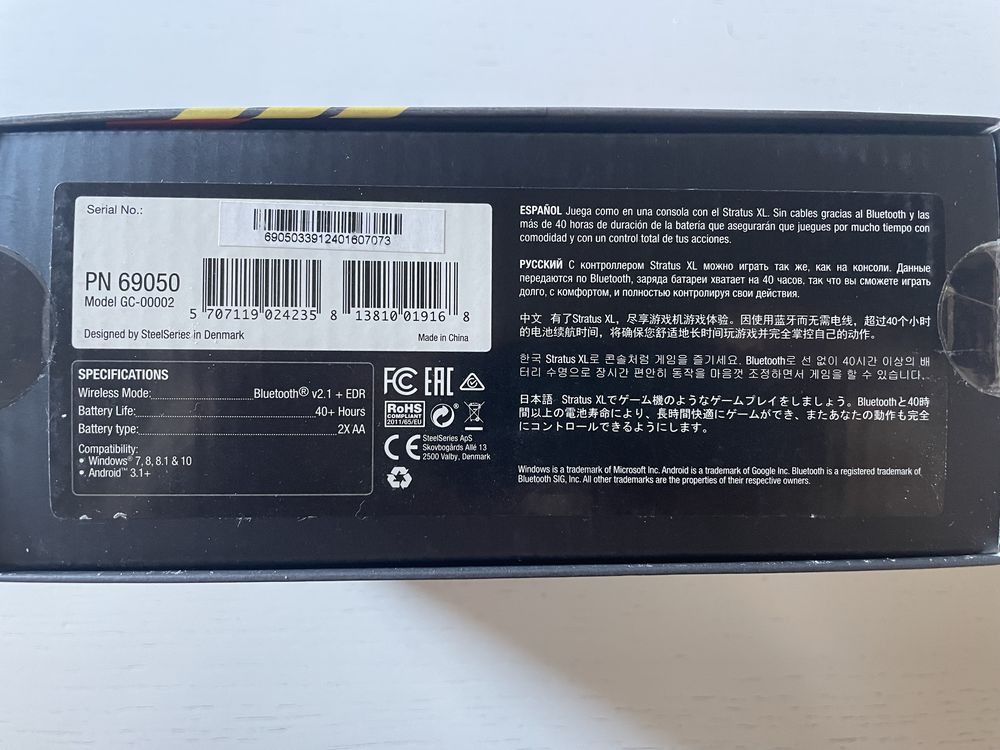 Serial No.:
6905033912401607073
PN 69050
Model GC-00002
5 707119 024235
8 13810 01916 8
Designed by SteelSeries in Denmark
Made in China
SPECIFICATIONS
Wireless Mode: Bluetooth® v2.1 + EDR
Battery Life: 40+ Hours
Battery type: 2X AA
Compatibility:
• Windows® 7, 8, 8.1 & 10
• Android™ 3.1+
FC EAC
RoHS
COMPLIANT
2011/65/EU
CE
SteelSeries ApS
Skovbogårds Allé 13
2500 Valby, Denmark
ESPAÑOL Juega como en una consola con el Stratus XL. Sin cables gracias al Bluetooth y las
más de 40 horas de duración de la batería que asegurarán que juegues por mucho tiempo con
comodidad y con un control total de tus acciones.
РУССКИЙ С контроллером Stratus XL можно играть так же, как на консоли. Данные
передаются по Bluetooth, заряда батареи хватает на 40 часов. так что вы сможете играть
долго, с комфортом, и полностью контролируя свои действия.
中文 有了Stratus XL，尽享游戏机游戏体验。因使用蓝牙而无需电线，超过40个小时
的电池续航时间，将确保您舒适地长时间玩游戏并完全掌控自己的动作。
한국 Stratus XL로 콘솔처럼 게임을 즐기세요. Bluetooth로 선 없이 40시간 이상의 배
터리 수명으로 장시간 편안히 동작을 마음껏 조정하면서 게임을 할 수 있습니다.
日本語 Stratus XLでゲーム機のようなゲームプレイをしましょう。Bluetoothと40時
間以上の電池寿命により、長時間快適にゲームができ、またあなたの動作も完全
にコントロールできるようにします。
Windows is a trademark of Microsoft Inc. Android is a trademark of Google Inc. Bluetooth is a registered trademark of
Bluetooth SIG, Inc. All other trademarks are the properties of their respective owners.